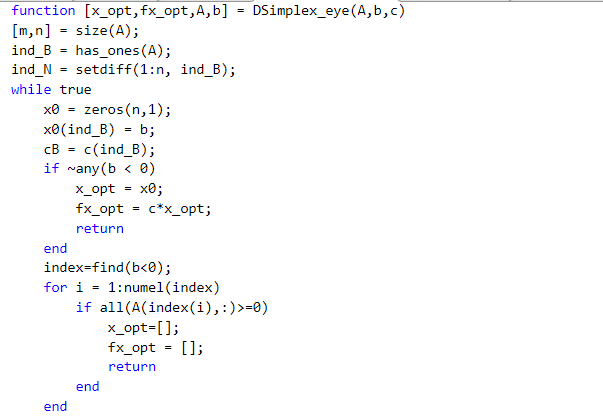 function [x_opt,fx_opt,A,b] = DSimplex_eye(A,b,c)
[m,n] = size(A);
ind_B = has_ones(A);
ind_N = setdiff(1:n, ind_B);
while true
    x0 = zeros(n,1);
    x0(ind_B) = b;
    cB = c(ind_B);
    if ~any(b < 0)
        x_opt = x0;
        fx_opt = c*x_opt;
        return
    end
    index=find(b<0);
    for i = 1:numel(index)
        if all(A(index(i),:)>=0)
            x_opt=[];
            fx_opt = [];
            return
        end
    end